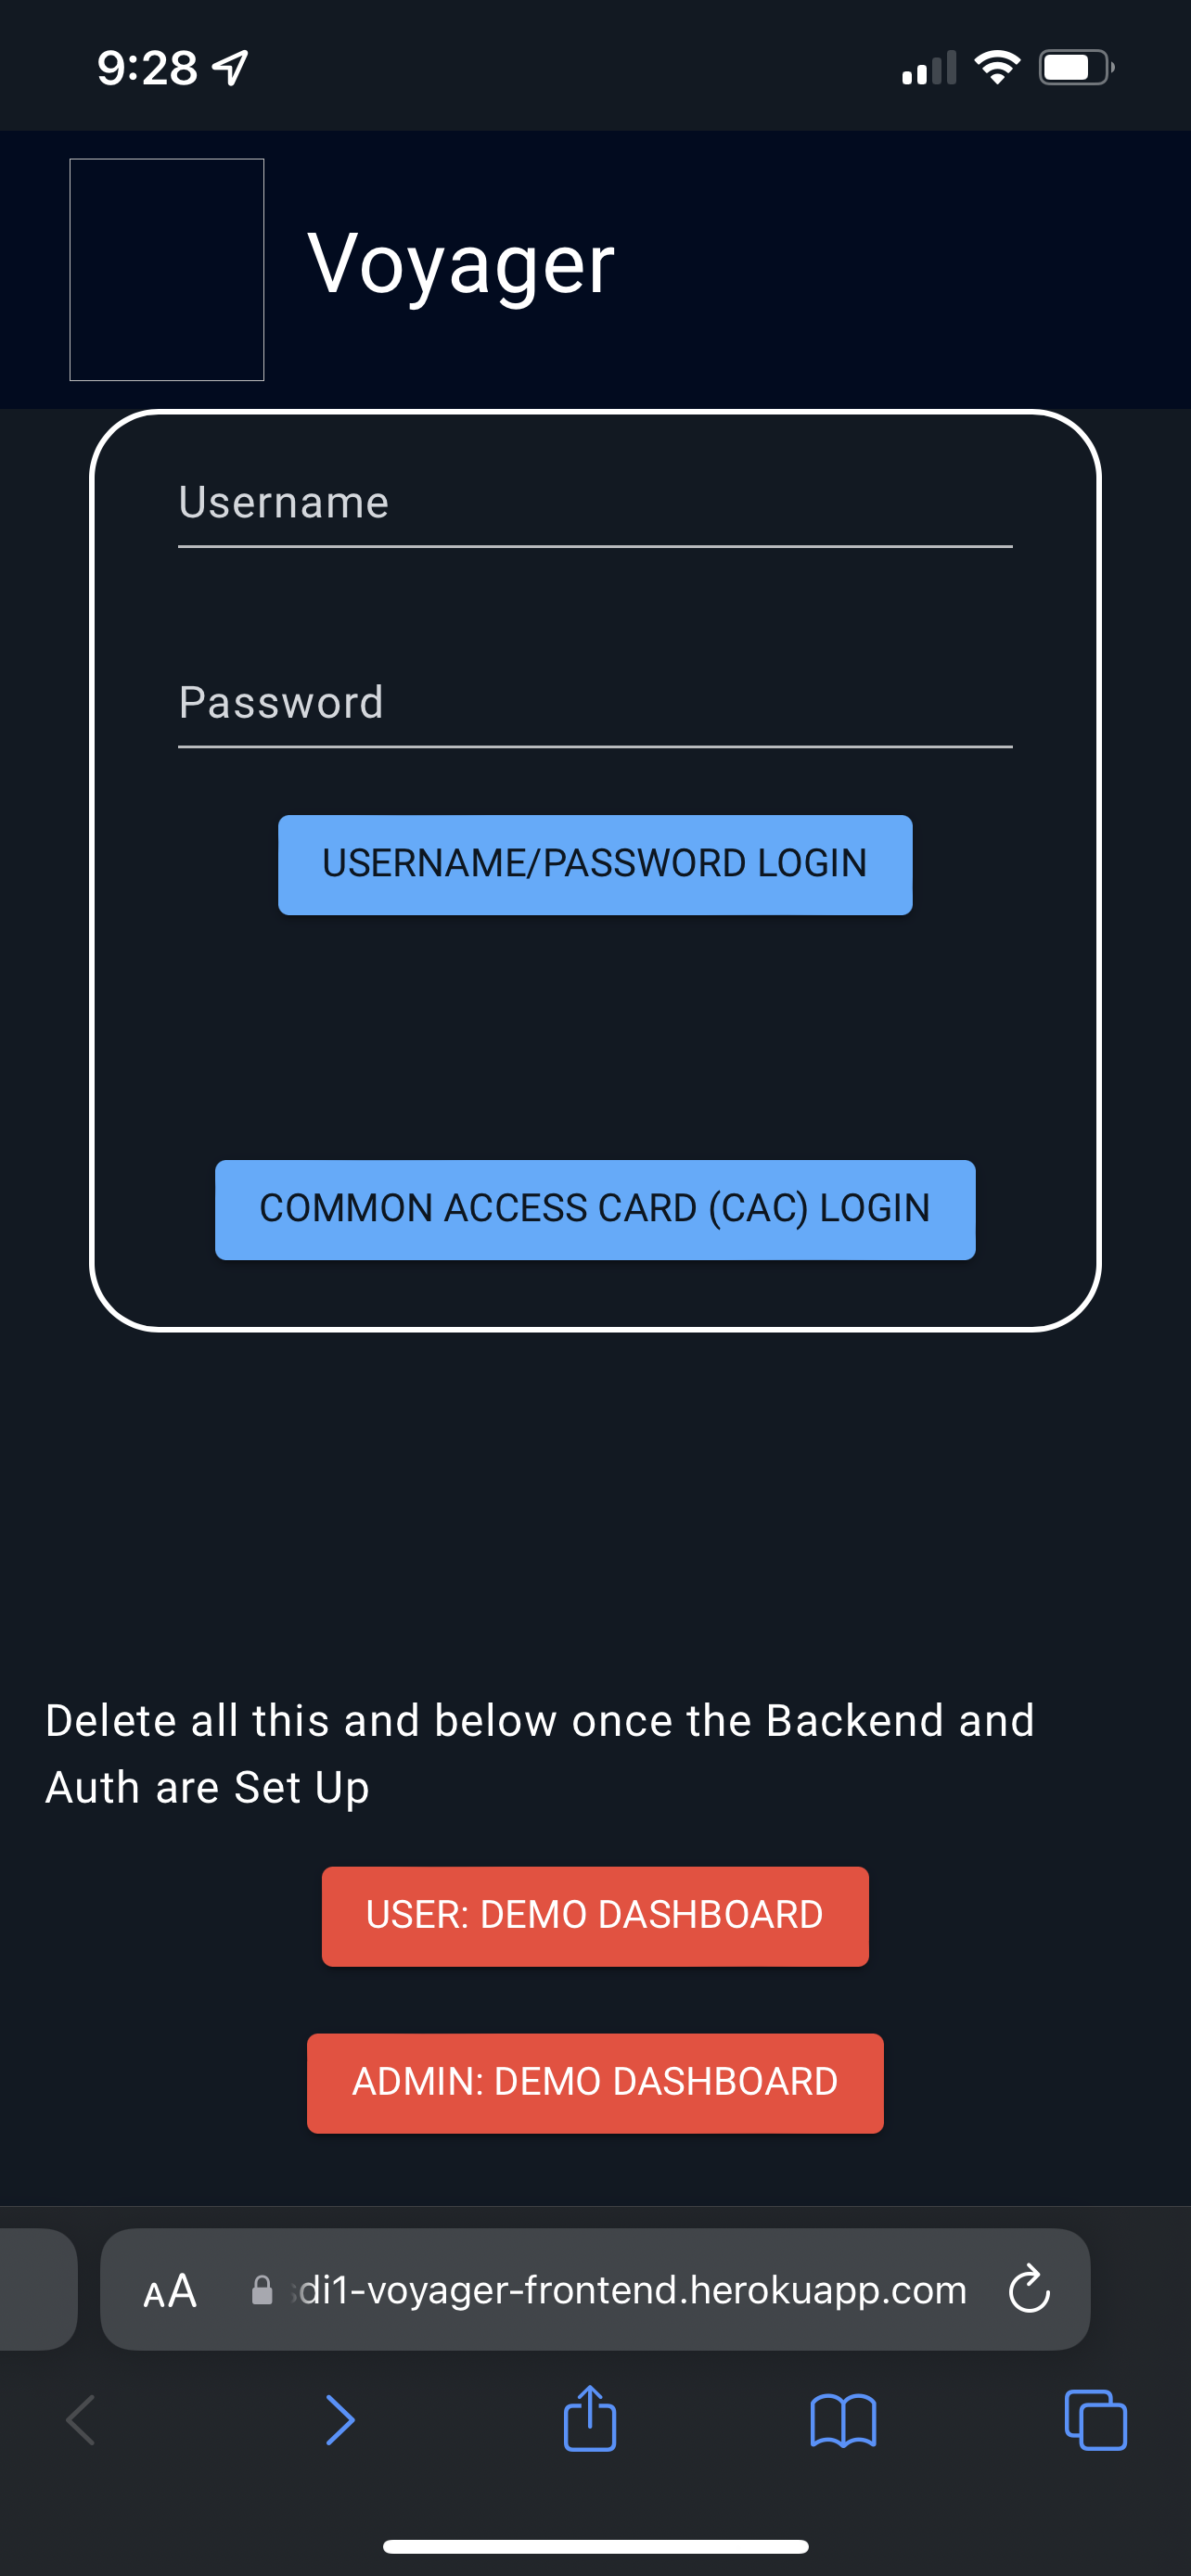 9:28
Voyager
Username
Password
USERNAME/PASSWORD LOGIN
COMMON ACCESS CARD (CAC) LOGIN
Delete all this and below once the Backend and
Auth are Set Up
USER: DEMO DASHBOARD
ADMIN: DEMO DASHBOARD
AA di1-voyager-frontend.herokuapp.com